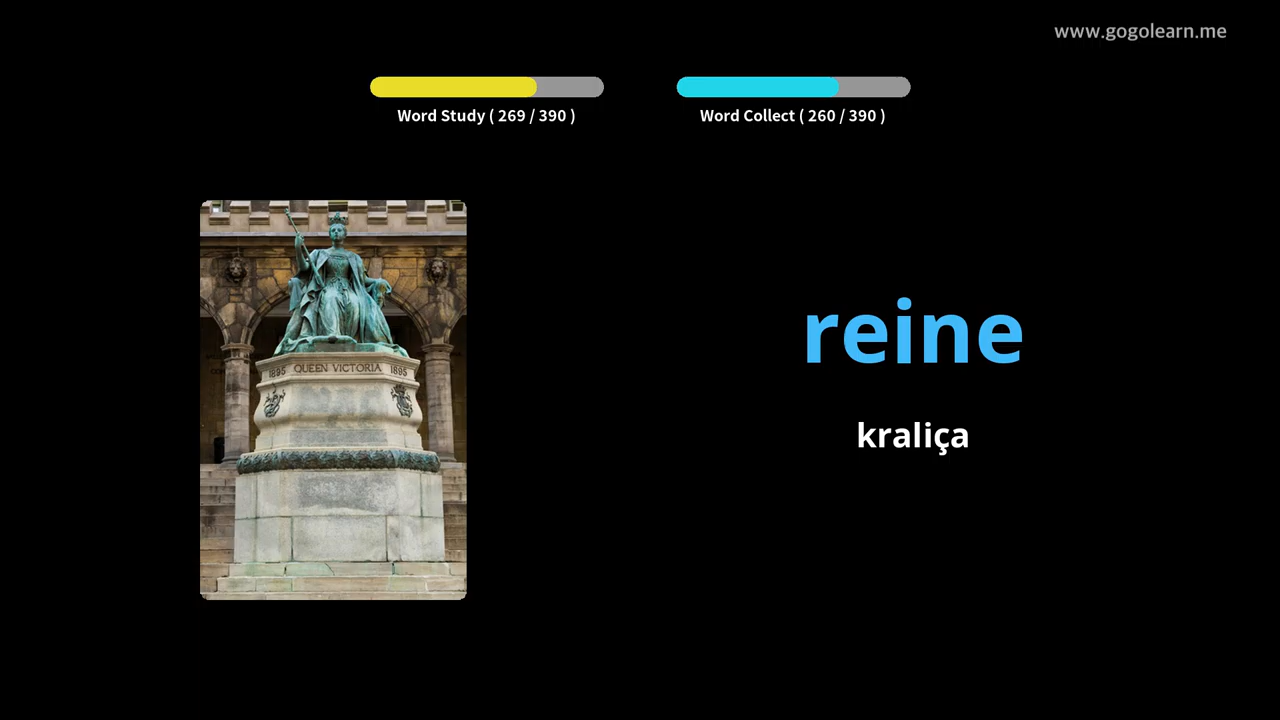 www.gogolearn.me
Word Study ( 269 / 390 )
Word Collect ( 260 / 390 )
1895 QUEEN VICTORIA 1895
reine
kraliça